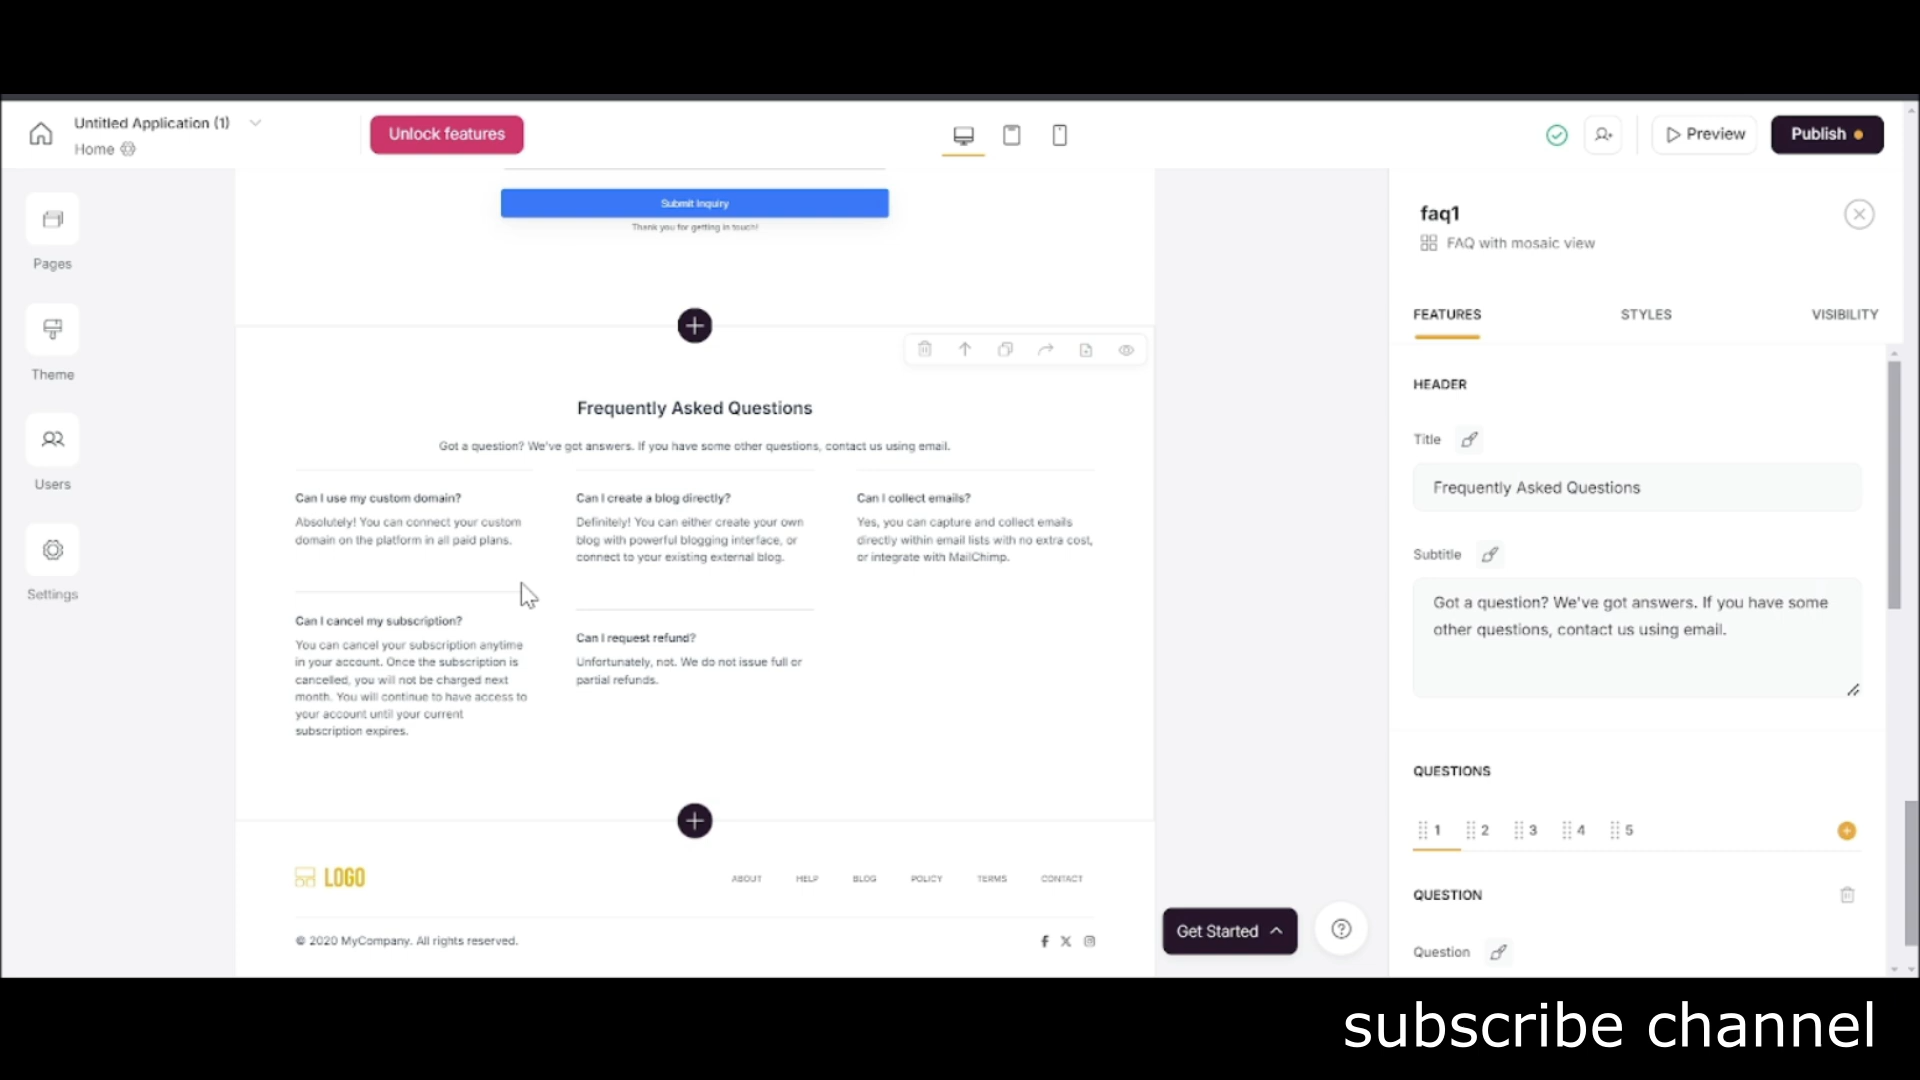 Untitled Application (1)
Home
Unlock features
Preview
Publish
Pages
Theme
Users
Settings
Submit Inquiry
Thank you for getting in touch!
Frequently Asked Questions
Got a question? We've got answers. If you have some other questions, contact us using email.
Can I use my custom domain?
Absolutely! You can connect your custom
domain on the platform in all paid plans.
Can I create a blog directly?
Definitely! You can either create your own
blog with powerful blogging interface, or
connect to your existing external blog.
Can I collect emails?
Yes, you can capture and collect emails
directly within email lists with no extra cost,
or integrate with MailChimp.
Can I cancel my subscription?
You can cancel your subscription anytime
in your account. Once the subscription is
cancelled, you will not be charged next
month. You will continue to have access to
your account until your current
subscription expires.
Can I request refund?
Unfortunately, not. We do not issue full or
partial refunds.
LOGO
ABOUT HELP BLOG POLICY TERMS CONTACT
© 2020 MyCompany. All rights reserved.
Get Started
faq1
FAQ with mosaic view
FEATURES STYLES VISIBILITY
HEADER
Title
Frequently Asked Questions
Subtitle
Got a question? We've got answers. If you have some
other questions, contact us using email.
QUESTIONS
1 2 3 4 5
QUESTION
Question
subscribe channel